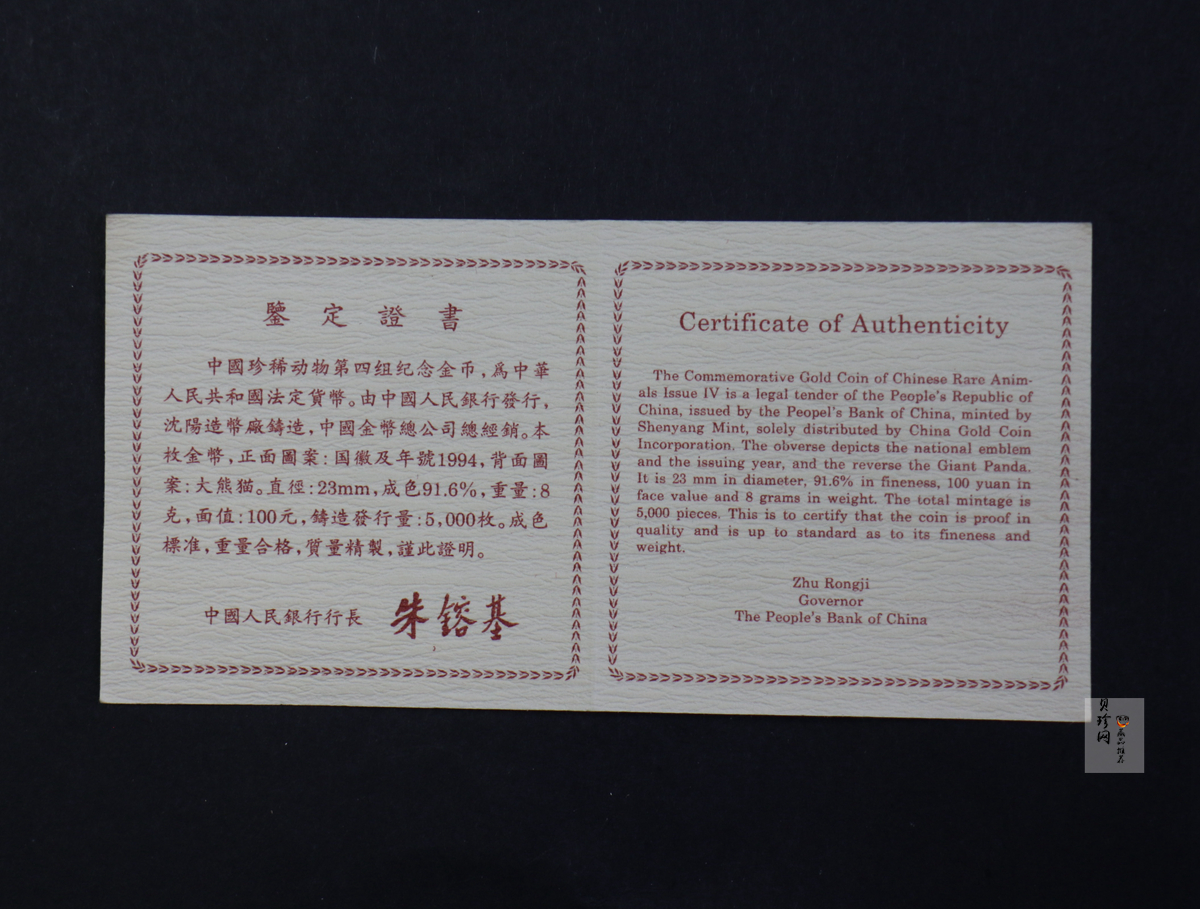 鑒定證書
中國珍稀动物第四组纪念金币,爲中華
人民共和國法定貨幣。由中國人民銀行發行,
沈陽造幣廠鑄造,中國金幣總公司總經銷。本
枚金幣,正面圖案:国徽及年號1994,背面圖
案:大熊猫。直徑:23mm,成色91.6%,重量:8
克,面值:100元,鑄造發行量:5,000枚。成色
標准,重量合格,質量精製,謹此證明。
中國人民銀行行長 朱镕基
Certificate of Authenticity
The Commemorative Gold Coin of Chinese Rare Anim-
als Issue IV is a legal tender of the People's Republic of
China, issued by the Peopel's Bank of China, minted by
Shenyang Mint, solely distributed by China Gold Coin
Incorporation. The obverse depicts the national emblem
and the issuing year, and the reverse the Giant Panda.
It is 23 mm in diameter, 91.6% in fineness, 100 yuan in
face value and 8 grams in weight. The total mintage is
5,000 pieces. This is to certify that the coin is proof in
quality and is up to standard as to its fineness and
weight.
Zhu Rongji
Governor
The People's Bank of China
贝珍网
藏品推荐